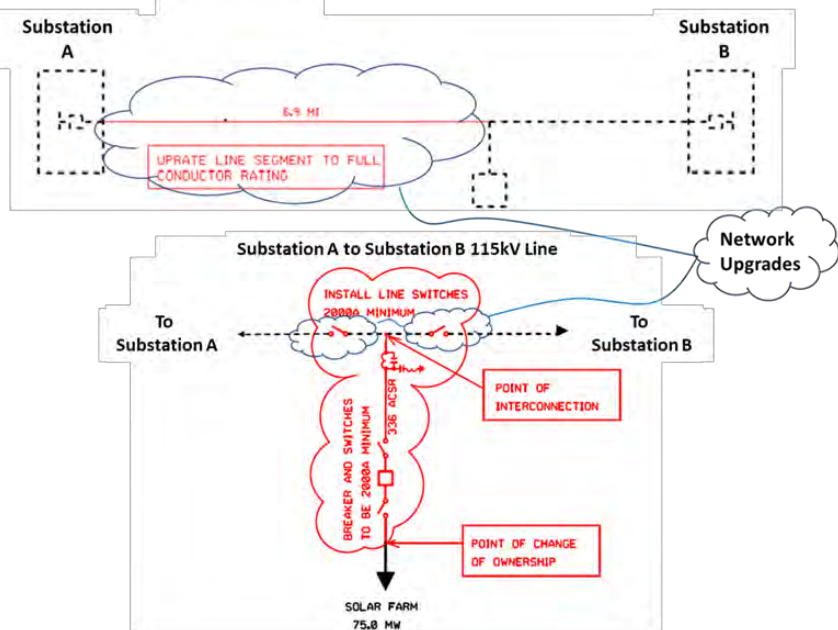 Substation
A
Substation
B
6.9 MI
UPRATE LINE SEGMENT TO FULL
CONDUCTOR RATING
Network
Upgrades
Substation A to Substation B 115kV Line
INSTALL LINE SWITCHES
2000A MINIMUM
To
Substation A
To
Substation B
POINT OF
INTERCONNECTION
336 ACSR
BREAKER AND SWITCHES
TO BE 2000A MINIMUM
POINT OF CHANGE
OF OWNERSHIP
SOLAR FARM
75.0 MW